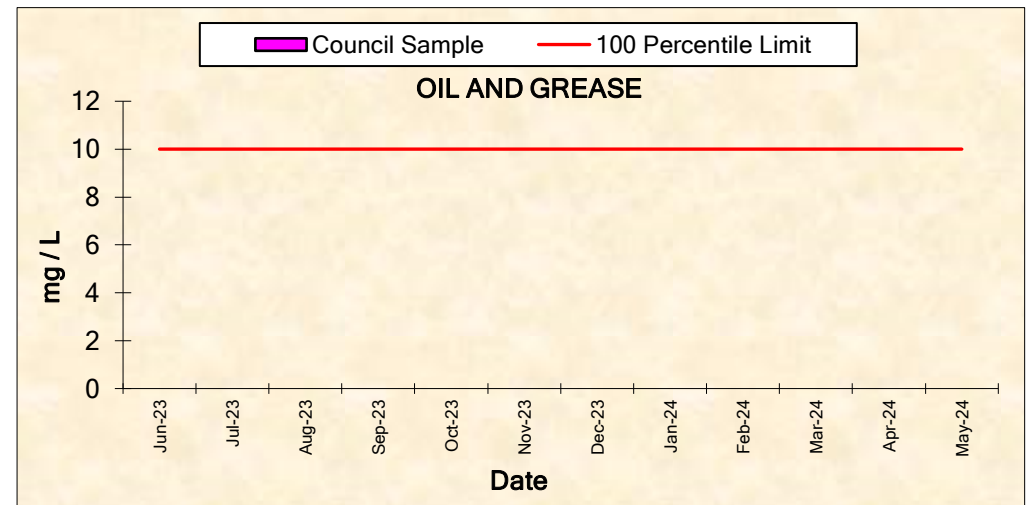 Council Sample 100 Percentile Limit
OIL AND GREASE
12
10
8
6
4
2
0
mg / L
Jun-23 Jul-23 Aug-23 Sep-23 Oct-23 Nov-23 Dec-23 Jan-24 Feb-24 Mar-24 Apr-24 May-24
Date